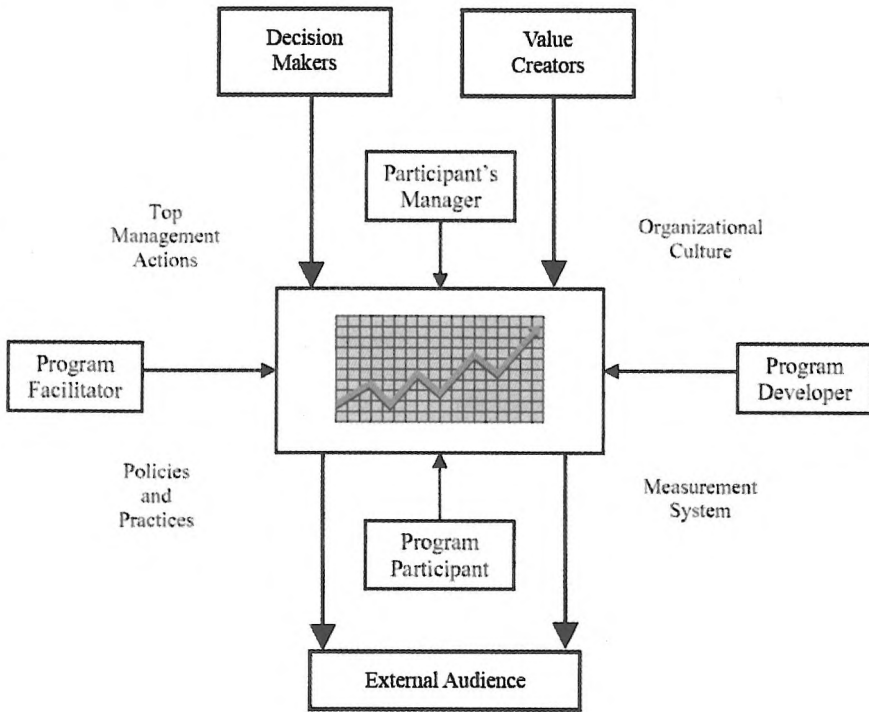 Decision
Makers
Value
Creators
Participant's
Manager
Top
Management
Actions
Organizational
Culture
Program
Facilitator
Program
Developer
Policies
and
Practices
Measurement
System
Program
Participant
External Audience